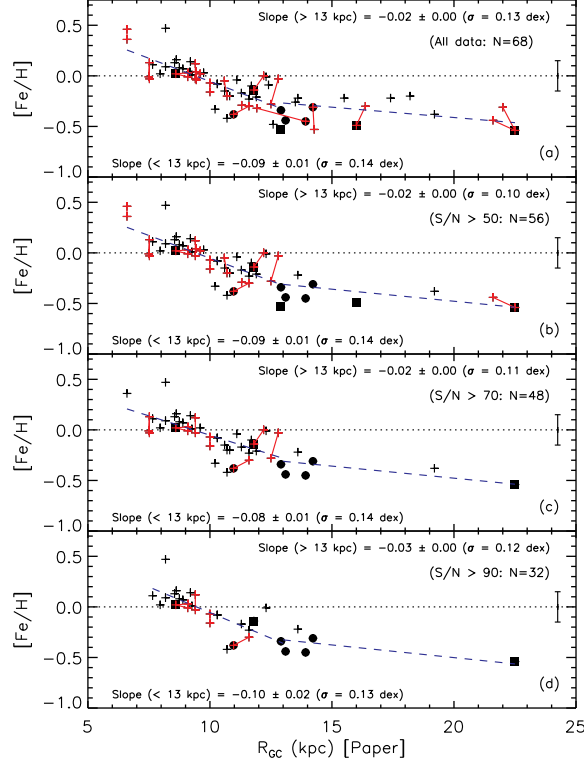 Slope (> 13 kpc) = −0.02 ± 0.00 (σ = 0.13 dex)
(All data: N=68)
1.0
0.5
0.0
−0.5
−1.0
[Fe/H]
(a)
Slope (< 13 kpc) = −0.09 ± 0.01 (σ = 0.14 dex)
Slope (> 13 kpc) = −0.02 ± 0.00 (σ = 0.10 dex)
(S/N > 50: N=56)
0.5
0.0
−0.5
−1.0
[Fe/H]
(b)
Slope (< 13 kpc) = −0.09 ± 0.01 (σ = 0.14 dex)
Slope (> 13 kpc) = −0.02 ± 0.00 (σ = 0.11 dex)
(S/N > 70: N=48)
0.5
0.0
−0.5
−1.0
[Fe/H]
(c)
Slope (< 13 kpc) = −0.08 ± 0.01 (σ = 0.14 dex)
Slope (> 13 kpc) = −0.03 ± 0.00 (σ = 0.12 dex)
(S/N > 90: N=32)
0.5
0.0
−0.5
−1.0
[Fe/H]
(d)
Slope (< 13 kpc) = −0.10 ± 0.02 (σ = 0.13 dex)
5 10 15 20 25
R_GC (kpc) [Paper]